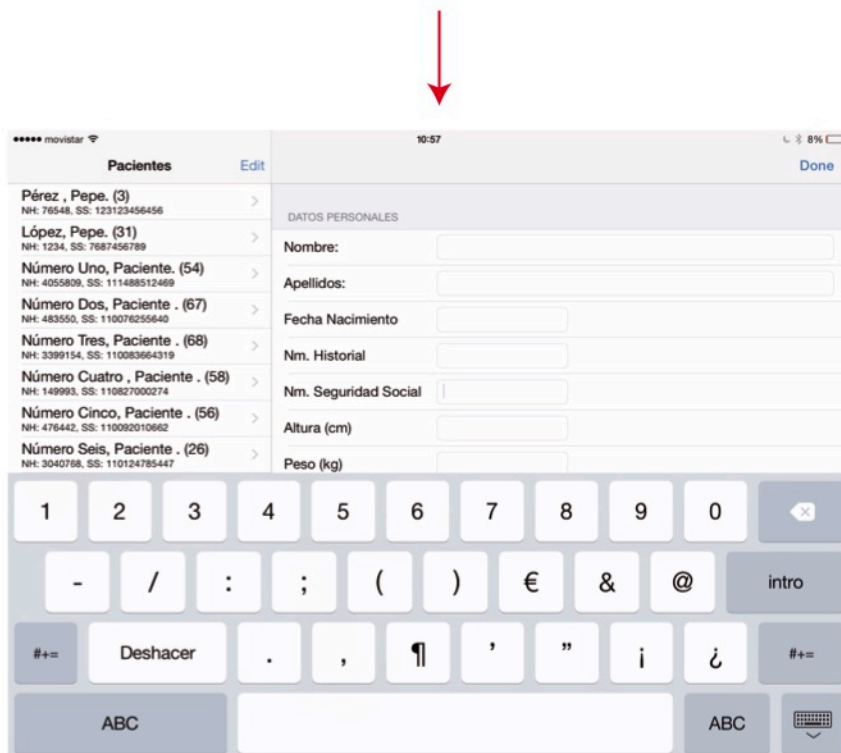 movistar 10:57 8%
Pacientes Edit Done
Pérez , Pepe. (3)
NH: 76548, SS: 123123456456
López, Pepe. (31)
NH: 1234, SS: 7687456789
Número Uno, Paciente. (54)
NH: 4055809, SS: 111488512469
Número Dos, Paciente . (67)
NH: 483550, SS: 110076255640
Número Tres, Paciente . (68)
NH: 3399154, SS: 110083664319
Número Cuatro , Paciente . (58)
NH: 149993, SS: 110827000274
Número Cinco, Paciente . (56)
NH: 476442, SS: 110092010662
Número Seis, Paciente . (26)
NH: 3040768, SS: 110124785447
DATOS PERSONALES
Nombre:
Apellidos:
Fecha Nacimiento
Nm. Historial
Nm. Seguridad Social
Altura (cm)
Peso (kg)
1 2 3 4 5 6 7 8 9 0
- / : ; ( ) € & @ intro
#+= Deshacer . , ¶ ’ ” ¡ ¿ #+=
ABC ABC